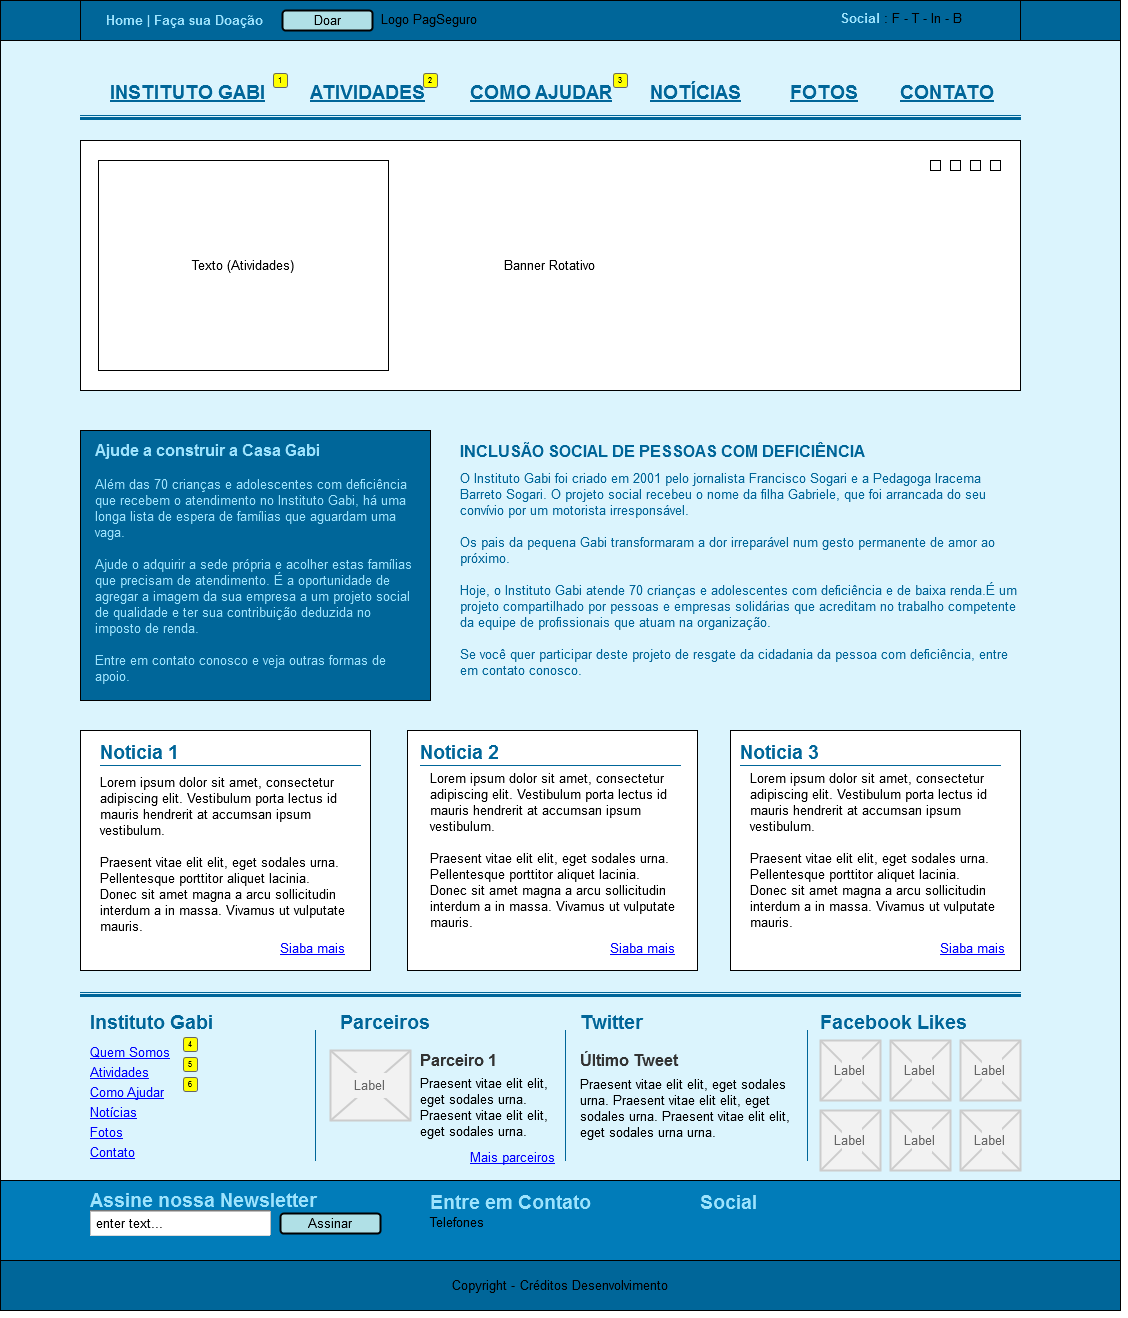 Home | Faça sua Doação
Doar
Logo PagSeguro
Social : F - T - In - B
INSTITUTO GABI
1
ATIVIDADES
2
COMO AJUDAR
3
NOTÍCIAS
FOTOS
CONTATO
Texto (Atividades)
Banner Rotativo
Ajude a construir a Casa Gabi
Além das 70 crianças e adolescentes com deficiência
que recebem o atendimento no Instituto Gabi, há uma
longa lista de espera de famílias que aguardam uma
vaga.
Ajude o adquirir a sede própria e acolher estas famílias
que precisam de atendimento. É a oportunidade de
agregar a imagem da sua empresa a um projeto social
de qualidade e ter sua contribuição deduzida no
imposto de renda.
Entre em contato conosco e veja outras formas de
apoio.
INCLUSÃO SOCIAL DE PESSOAS COM DEFICIÊNCIA
O Instituto Gabi foi criado em 2001 pelo jornalista Francisco Sogari e a Pedagoga Iracema
Barreto Sogari. O projeto social recebeu o nome da filha Gabriele, que foi arrancada do seu
convívio por um motorista irresponsável.
Os pais da pequena Gabi transformaram a dor irreparável num gesto permanente de amor ao
próximo.
Hoje, o Instituto Gabi atende 70 crianças e adolescentes com deficiência e de baixa renda.É um
projeto compartilhado por pessoas e empresas solidárias que acreditam no trabalho competente
da equipe de profissionais que atuam na organização.
Se você quer participar deste projeto de resgate da cidadania da pessoa com deficiência, entre
em contato conosco.
Noticia 1
Lorem ipsum dolor sit amet, consectetur
adipiscing elit. Vestibulum porta lectus id
mauris hendrerit at accumsan ipsum
vestibulum.
Praesent vitae elit elit, eget sodales urna.
Pellentesque porttitor aliquet lacinia.
Donec sit amet magna a arcu sollicitudin
interdum a in massa. Vivamus ut vulputate
mauris.
Siaba mais
Noticia 2
Lorem ipsum dolor sit amet, consectetur
adipiscing elit. Vestibulum porta lectus id
mauris hendrerit at accumsan ipsum
vestibulum.
Praesent vitae elit elit, eget sodales urna.
Pellentesque porttitor aliquet lacinia.
Donec sit amet magna a arcu sollicitudin
interdum a in massa. Vivamus ut vulputate
mauris.
Siaba mais
Noticia 3
Lorem ipsum dolor sit amet, consectetur
adipiscing elit. Vestibulum porta lectus id
mauris hendrerit at accumsan ipsum
vestibulum.
Praesent vitae elit elit, eget sodales urna.
Pellentesque porttitor aliquet lacinia.
Donec sit amet magna a arcu sollicitudin
interdum a in massa. Vivamus ut vulputate
mauris.
Siaba mais
Instituto Gabi
Quem Somos
4
Atividades
5
Como Ajudar
6
Notícias
Fotos
Contato
Parceiros
Label
Parceiro 1
Praesent vitae elit elit,
eget sodales urna.
Praesent vitae elit elit,
eget sodales urna.
Mais parceiros
Twitter
Último Tweet
Praesent vitae elit elit, eget sodales
urna. Praesent vitae elit elit, eget
sodales urna. Praesent vitae elit elit,
eget sodales urna urna.
Facebook Likes
Label
Label
Label
Label
Label
Label
Assine nossa Newsletter
enter text...
Assinar
Entre em Contato
Telefones
Social
Copyright - Créditos Desenvolvimento